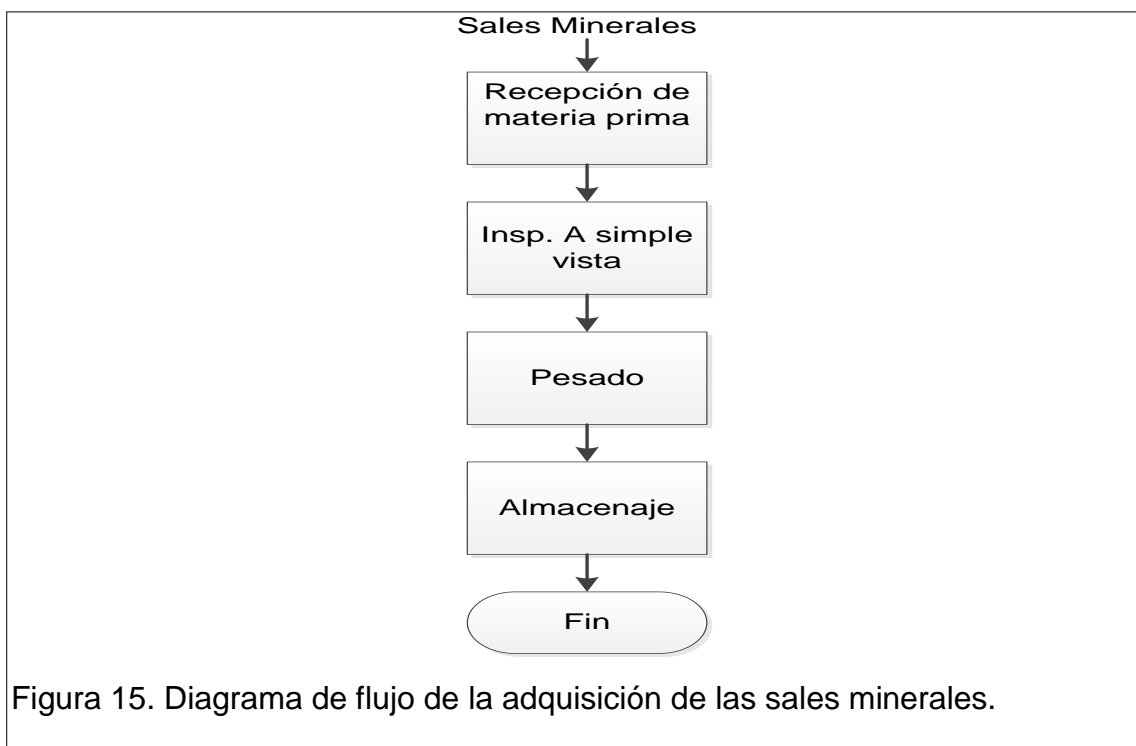 Sales Minerales
Recepción de
materia prima
Insp. A simple
vista
Pesado
Almacenaje
Fin
Figura 15. Diagrama de flujo de la adquisición de las sales minerales.